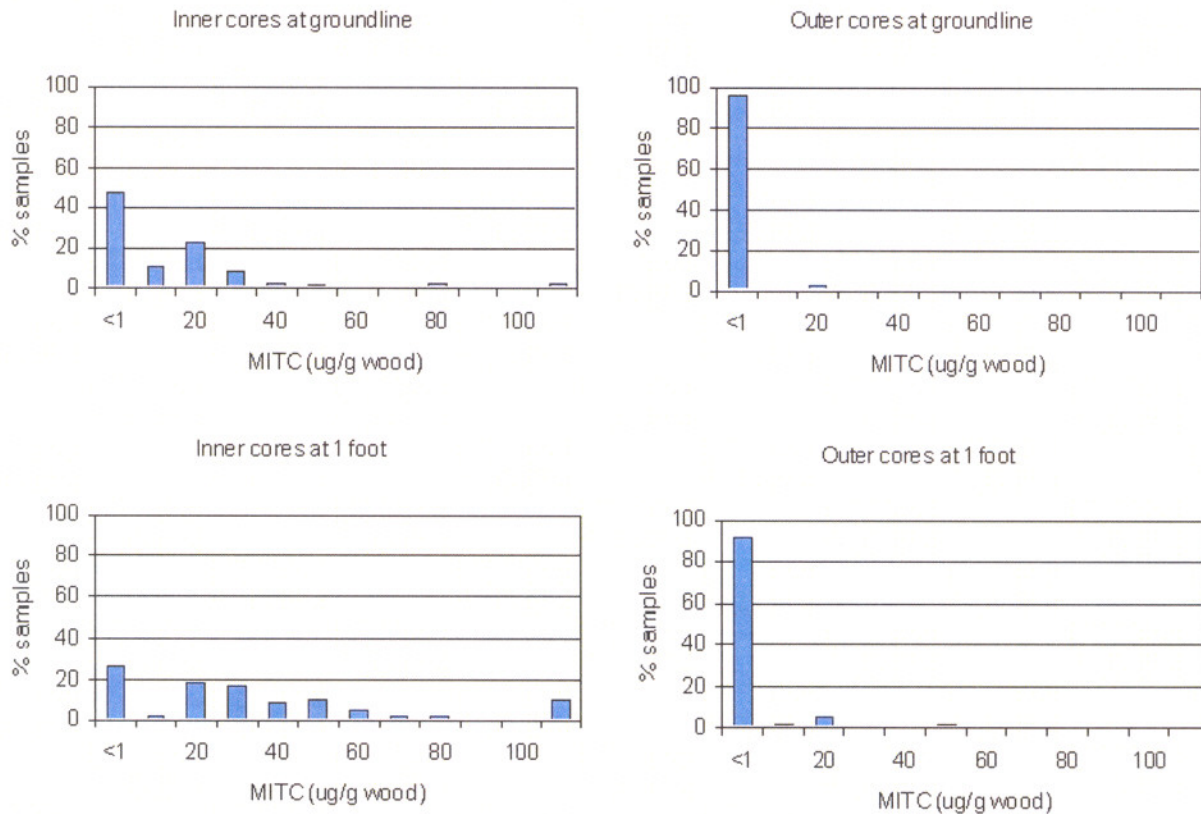 Inner cores at groundline
% samples
100
80
60
40
20
0
<1 20 40 60 80 100
MITC (ug/g wood)
Outer cores at groundline
% samples
100
80
60
40
20
0
<1 20 40 60 80 100
MITC (ug/g wood)
Inner cores at 1 foot
% samples
100
80
60
40
20
0
<1 20 40 60 80 100
MITC (ug/g wood)
Outer cores at 1 foot
% samples
100
80
60
40
20
0
<1 20 40 60 80 100
MITC (ug/g wood)